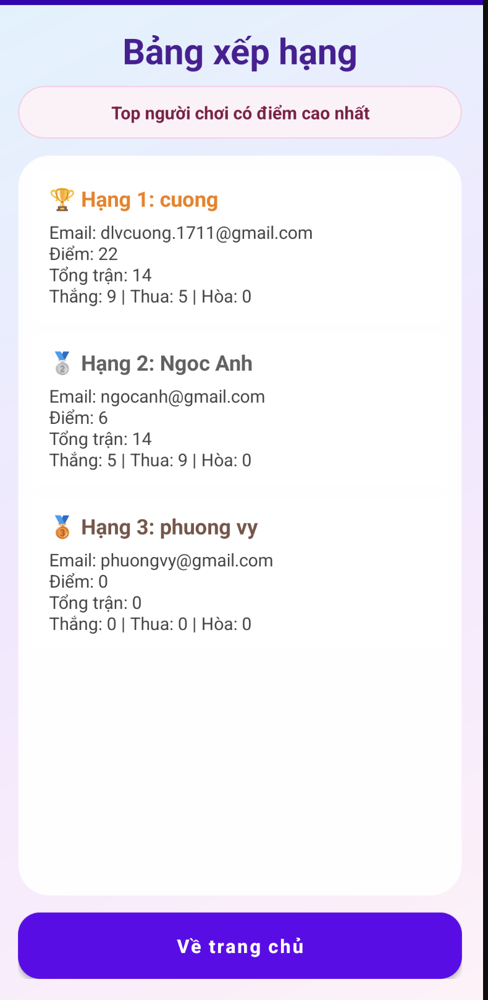 Bảng xếp hạng
Top người chơi có điểm cao nhất
🏆 Hạng 1: cuong
Email: dlvcuong.1711@gmail.com
Điểm: 22
Tổng trận: 14
Thắng: 9 | Thua: 5 | Hòa: 0
🥈 Hạng 2: Ngoc Anh
Email: ngocanh@gmail.com
Điểm: 6
Tổng trận: 14
Thắng: 5 | Thua: 9 | Hòa: 0
🥉 Hạng 3: phuong vy
Email: phuongvy@gmail.com
Điểm: 0
Tổng trận: 0
Thắng: 0 | Thua: 0 | Hòa: 0
Về trang chủ